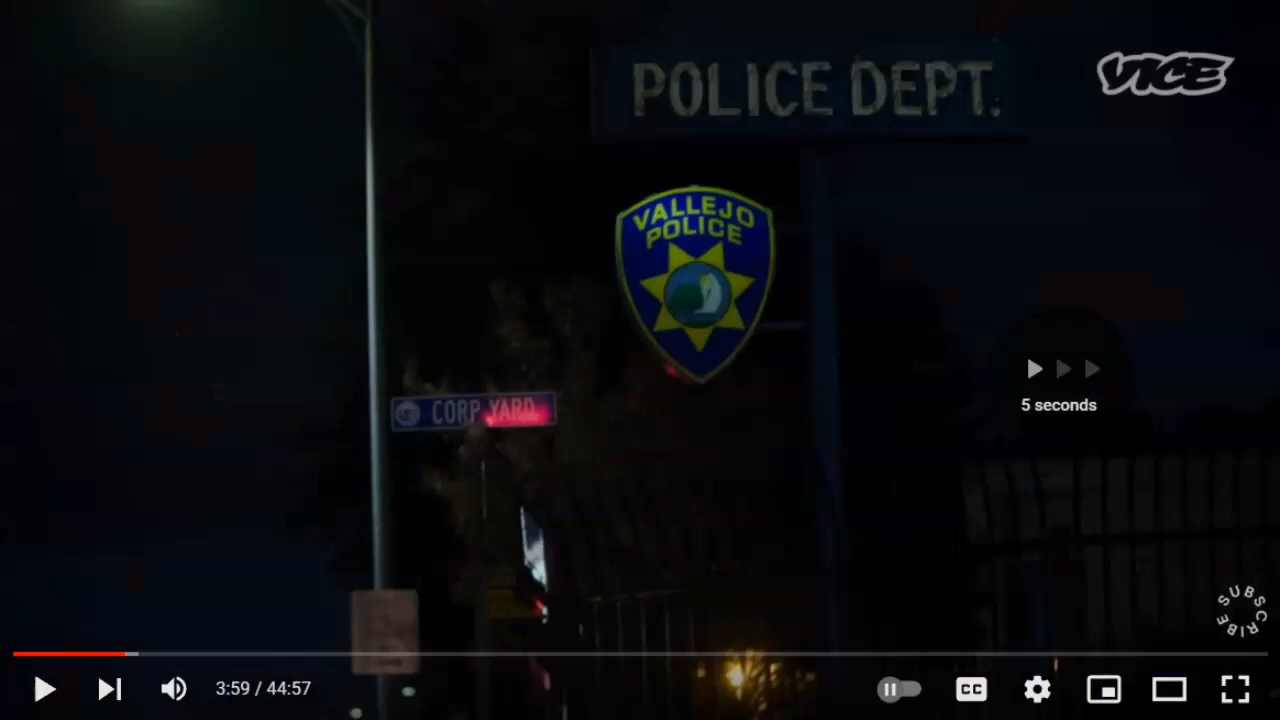 POLICE DEPT.
VICE
VALLEJO
POLICE
CORP YARD
5 seconds
SUBSCRIBE
3:59 / 44:57
CC